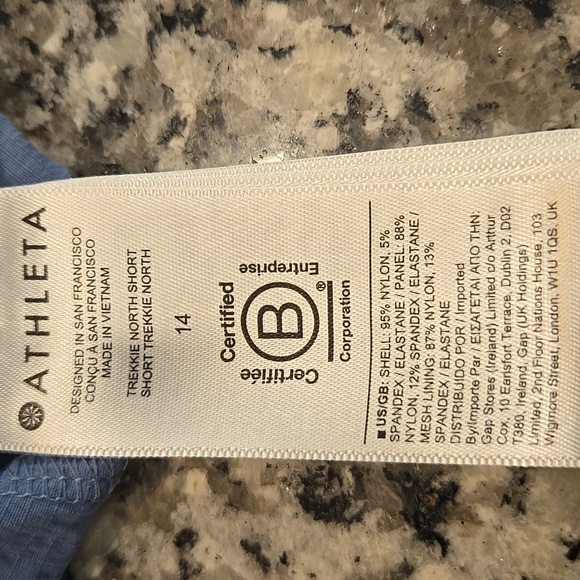 ATHLETA
DESIGNED IN SAN FRANCISCO
CONÇU À SAN FRANCISCO
MADE IN VIETNAM
TREKKIE NORTH SHORT
SHORT TREKKIE NORTH
14
Certified
Certifiée
B
®
Entreprise
Corporation
■ US/GB: SHELL: 95% NYLON, 5%
SPANDEX / ELASTANE / PANEL: 88%
NYLON, 12% SPANDEX / ELASTANE /
MESH LINING: 87% NYLON, 13%
SPANDEX / ELASTANE
DISTRIBUIDO POR / Imported
By/Importe Par / ΕΙΣΑΓΕΤΑΙ ΑΠΟ ΤΗΝ:
Gap Stores (Ireland) Limited c/o Arthur
Cox, 10 Earlsfort Terrace, Dublin 2, D02
T380, Ireland, Gap (UK Holdings)
Limited, 2nd Floor Nations House, 103
Wigmore Street, London, W1U 1QS. UK